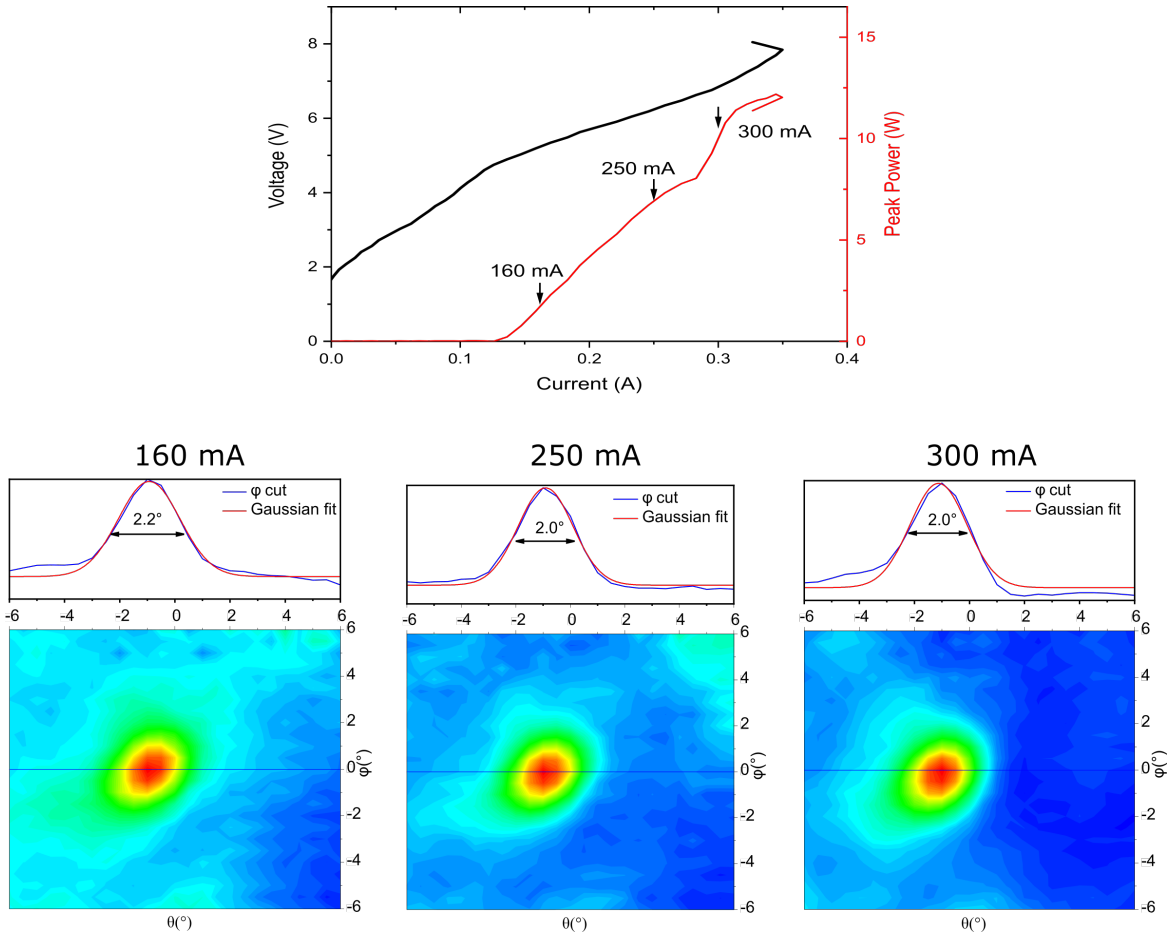 8
6
4
2
0
Voltage (V)
15
10
5
0
Peak Power (W)
160 mA
250 mA
300 mA
0.0 0.1 0.2 0.3 0.4
Current (A)
160 mA
φ cut
Gaussian fit
2.2°
-6 -4 -2 0 2 4 6
6
4
2
0
-2
-4
-6
φ(°)
θ(°)
250 mA
φ cut
Gaussian fit
2.0°
-6 -4 -2 0 2 4 6
6
4
2
0
-2
-4
-6
φ(°)
θ(°)
300 mA
φ cut
Gaussian fit
2.0°
-6 -4 -2 0 2 4 6
6
4
2
0
-2
-4
-6
φ(°)
θ(°)